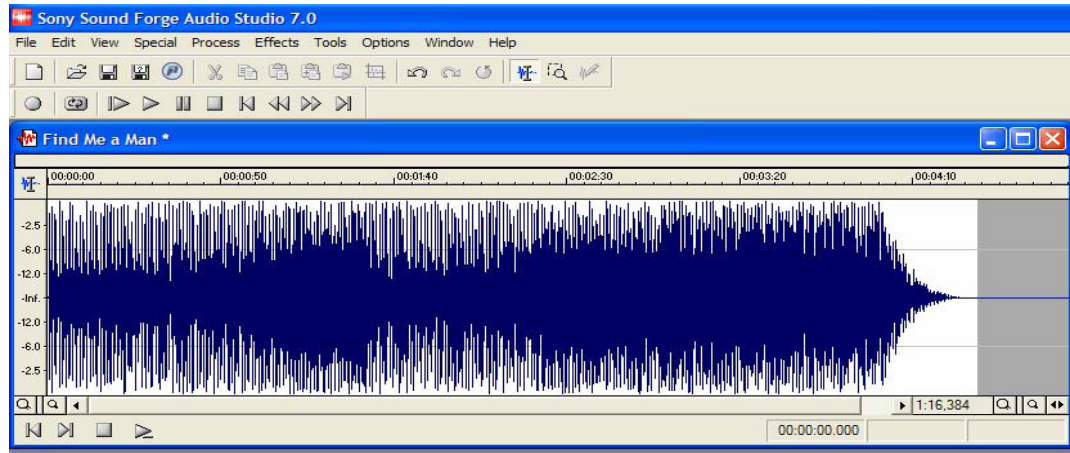 Sony Sound Forge Audio Studio 7.0
File Edit View Special Process Effects Tools Options Window Help
Find Me a Man *
00:00:00 00:00:50 00:01:40 00:02:30 00:03:20 00:04:10
-2.5
-6.0
-12.0
-Inf.
-12.0
-6.0
-2.5
1:16,384
00:00:00.000